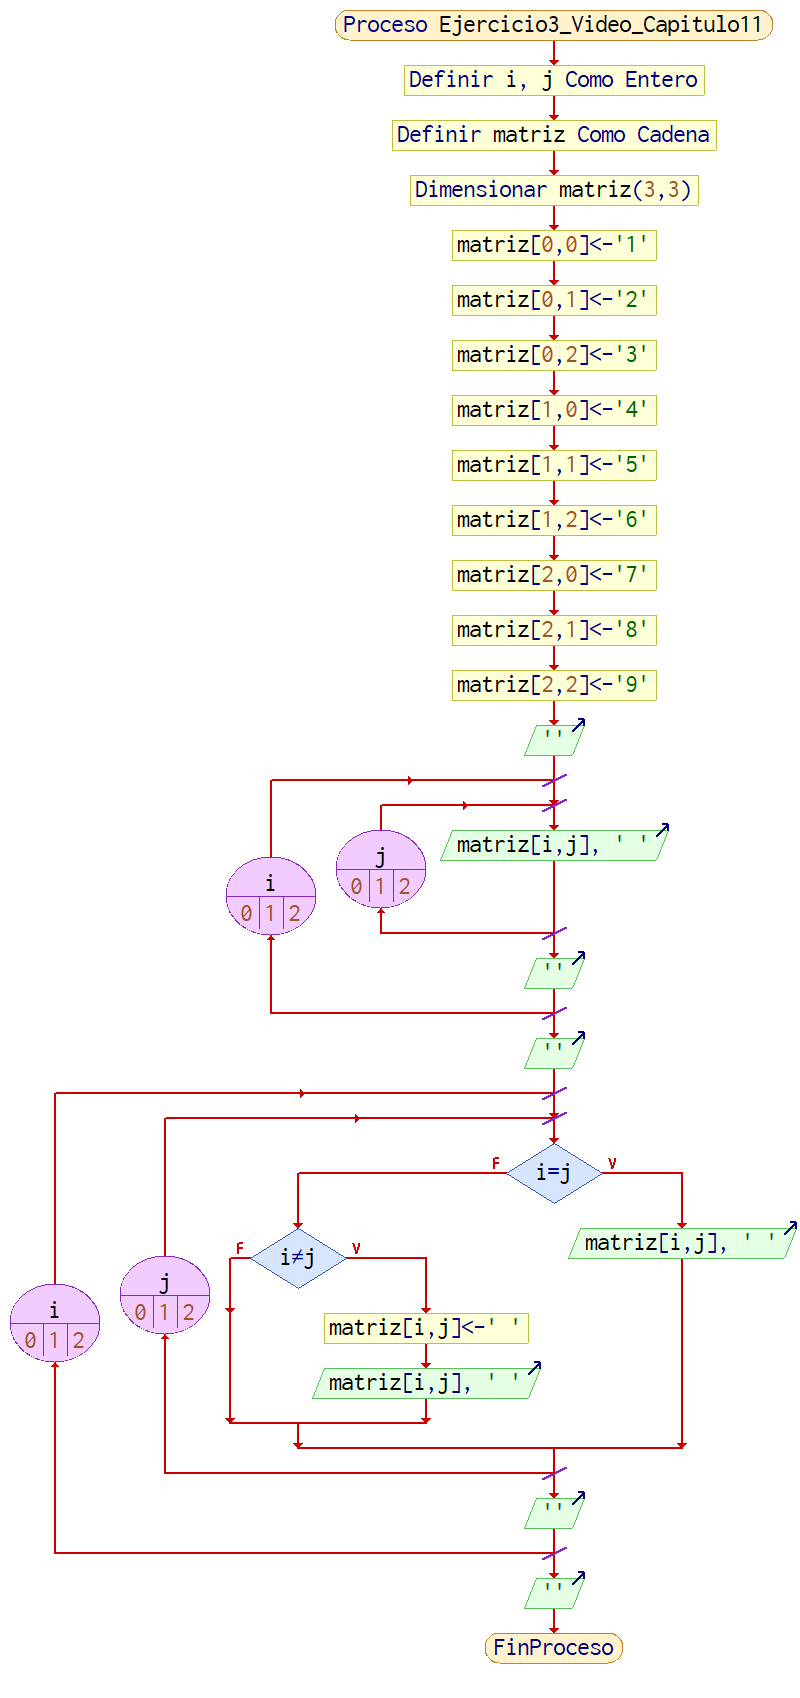 Proceso Ejercicio3_Video_Capitulo11
Definir i, j Como Entero
Definir matriz Como Cadena
Dimensionar matriz(3,3)
matriz[0,0]<-'1'
matriz[0,1]<-'2'
matriz[0,2]<-'3'
matriz[1,0]<-'4'
matriz[1,1]<-'5'
matriz[1,2]<-'6'
matriz[2,0]<-'7'
matriz[2,1]<-'8'
matriz[2,2]<-'9'
''
i
0 1 2
j
0 1 2
matriz[i,j], ' '
''
''
i
0 1 2
j
0 1 2
i=j
F
V
i≠j
F
V
matriz[i,j]<-' '
matriz[i,j], ' '
matriz[i,j], ' '
''
''
FinProceso